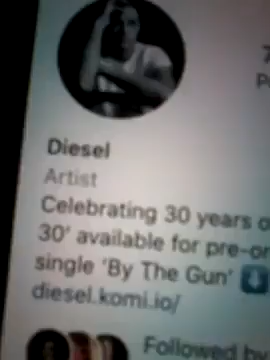 Diesel
Artist
Celebrating 30 years o
30' available for pre-or
single 'By The Gun' ⬇
diesel.komi.io/
Followed by